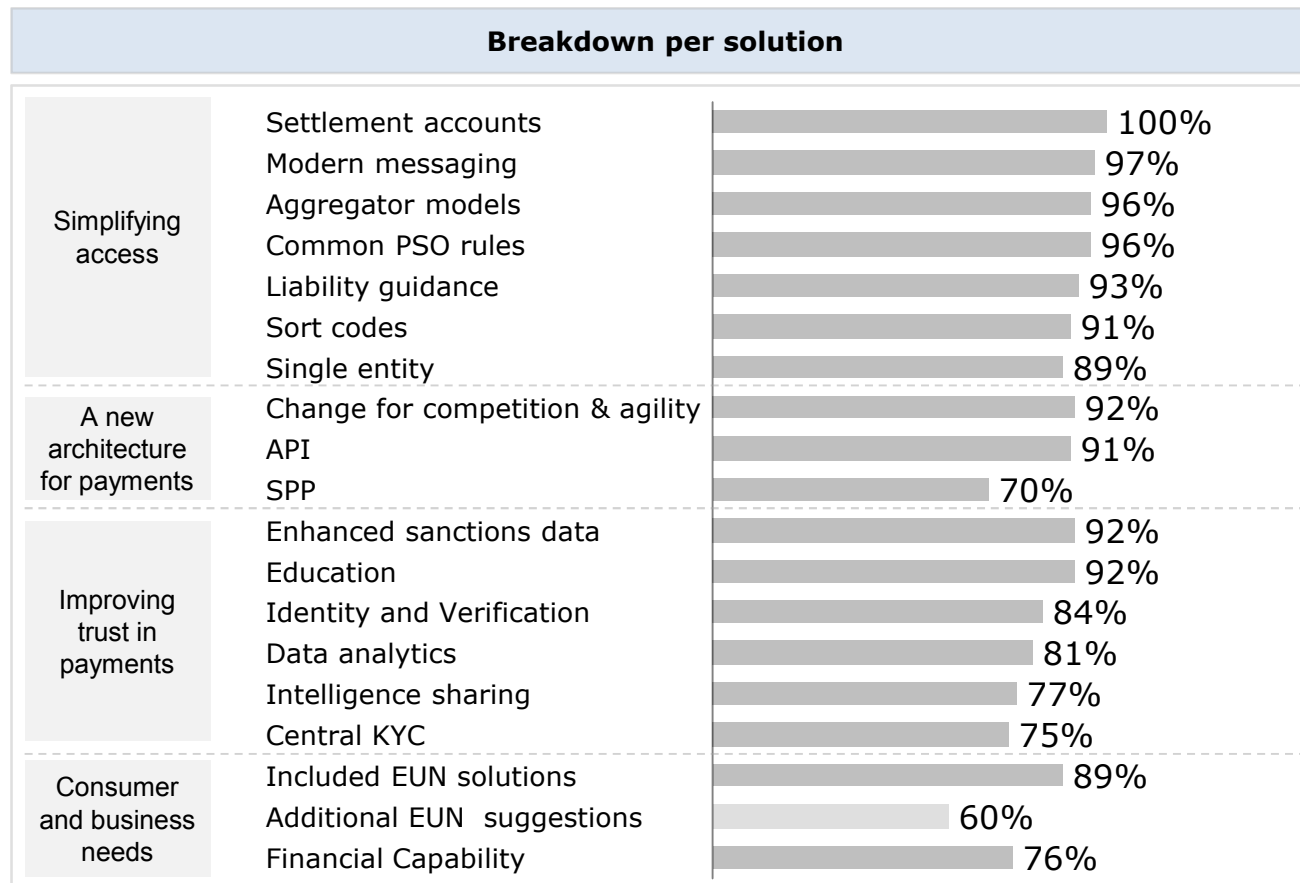 Breakdown per solution
Simplifying
access
Settlement accounts 100%
Modern messaging 97%
Aggregator models 96%
Common PSO rules 96%
Liability guidance 93%
Sort codes 91%
Single entity 89%
A new
architecture
for payments
Change for competition & agility 92%
API 91%
SPP 70%
Improving
trust in
payments
Enhanced sanctions data 92%
Education 92%
Identity and Verification 84%
Data analytics 81%
Intelligence sharing 77%
Central KYC 75%
Consumer
and business
needs
Included EUN solutions 89%
Additional EUN  suggestions 60%
Financial Capability 76%